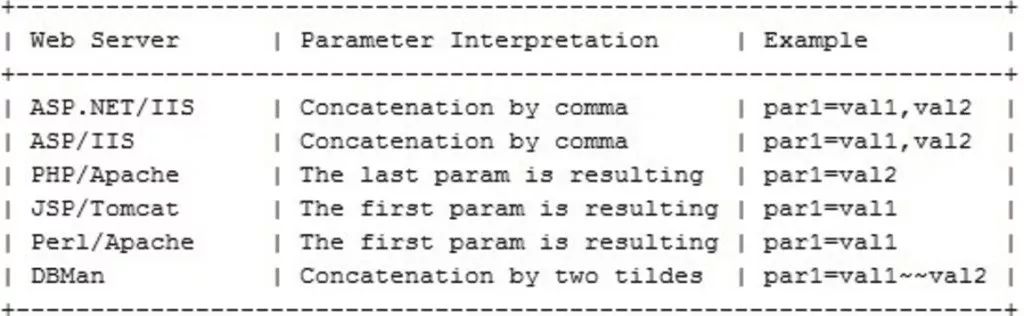 +------------------------------------------------------------------+
| Web Server | Parameter Interpretation | Example |
+------------------------------------------------------------------+
| ASP.NET/IIS | Concatenation by comma | par1=val1,val2 |
| ASP/IIS | Concatenation by comma | par1=val1,val2 |
| PHP/Apache | The last param is resulting | par1=val2 |
| JSP/Tomcat | The first param is resulting | par1=val1 |
| Perl/Apache | The first param is resulting | par1=val1 |
| DBMan | Concatenation by two tildes | par1=val1~~val2 |
+------------------------------------------------------------------+